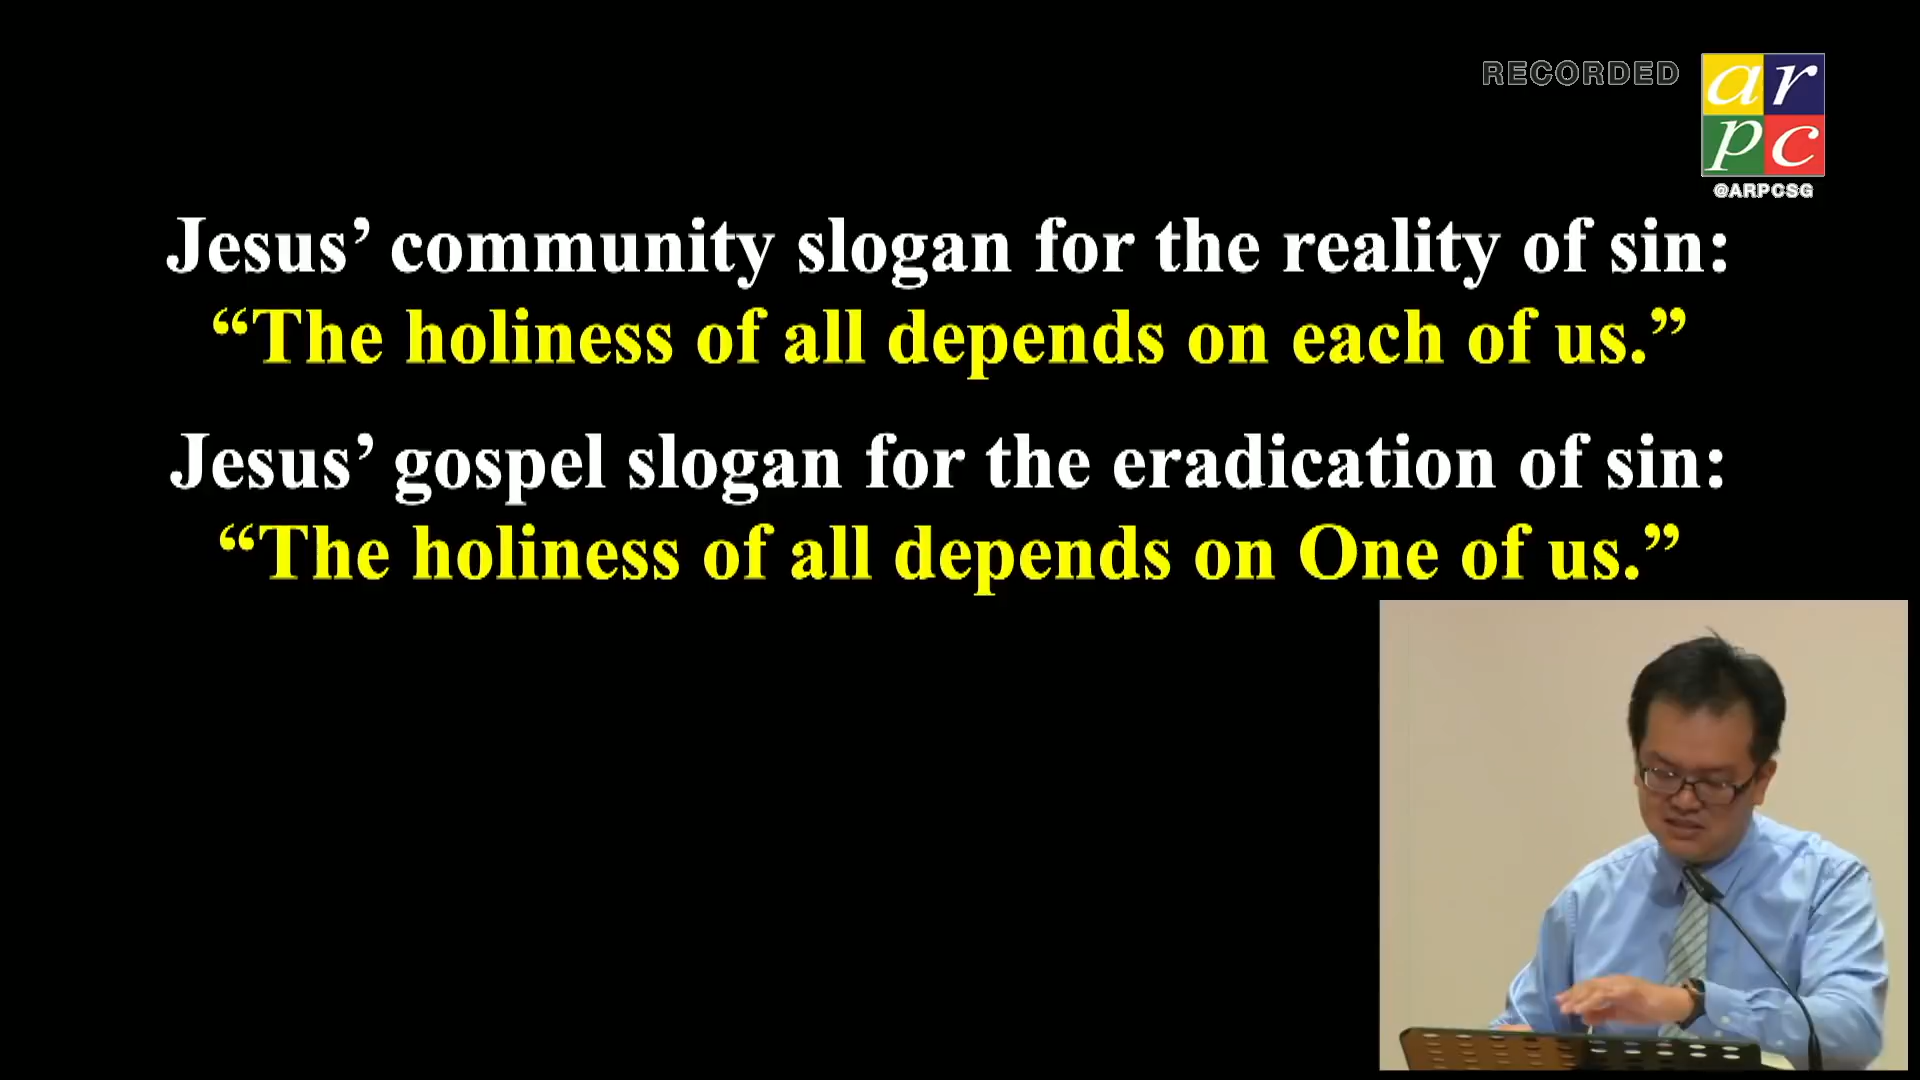 RECORDED
ar
pc
@ARPCSG
Jesus’ community slogan for the reality of sin:
“The holiness of all depends on each of us.”
Jesus’ gospel slogan for the eradication of sin:
“The holiness of all depends on One of us.”